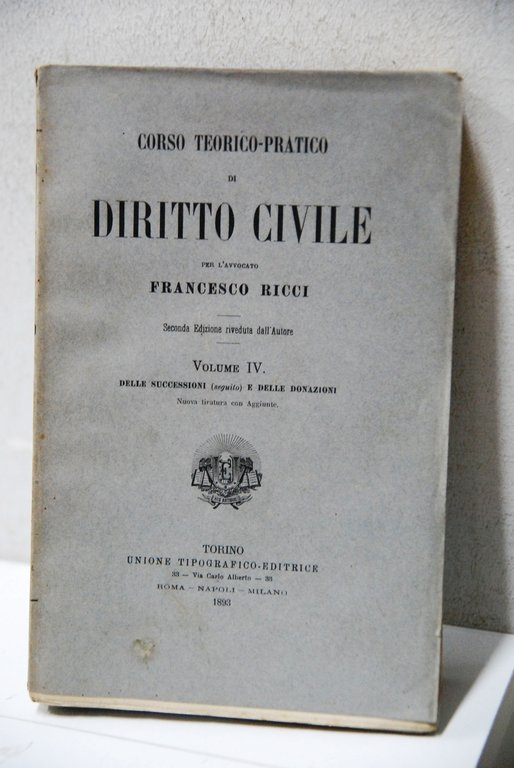 CORSO TEORICO-PRATICO
DI
DIRITTO CIVILE
PER L'AVVOCATO
FRANCESCO RICCI
Seconda Edizione riveduta dall'Autore
VOLUME IV.
DELLE SUCCESSIONI (seguito) E DELLE DONAZIONI
Nuova tiratura con Aggiunte.
TORINO
UNIONE TIPOGRAFICO-EDITRICE
33 — Via Carlo Alberto — 33
ROMA — NAPOLI — MILANO
1893